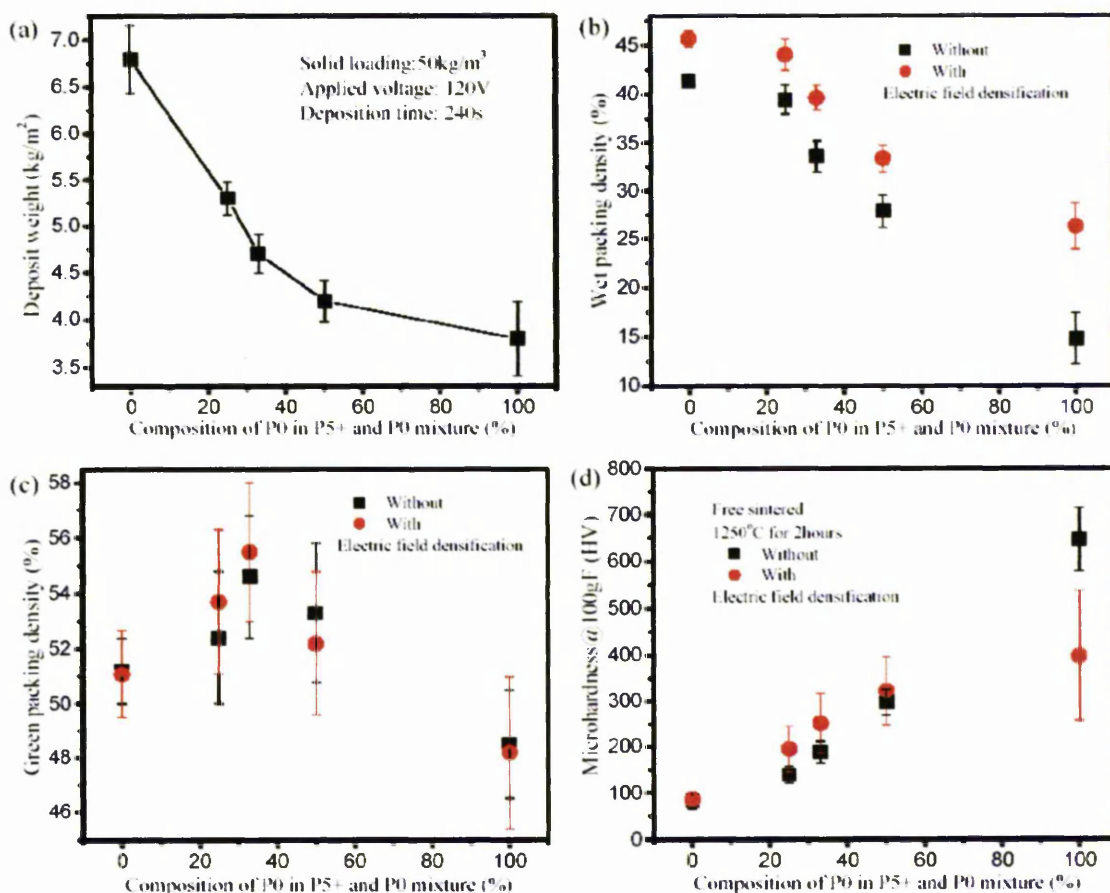 (a)
7.0
6.5
6.0
5.5
5.0
4.5
4.0
3.5
Deposit weight (kg/m²)
Solid loading:50kg/m³
Applied voltage: 120V
Deposition time: 240s
0 20 40 60 80 100
Composition of P0 in P5+ and P0 mixture (%)
(b)
45
40
35
30
25
20
15
10
Wet packing density (%)
Without
With
Electric field densification
0 20 40 60 80 100
Composition of P0 in P5+ and P0 mixture (%)
(c)
58
56
54
52
50
48
46
Green packing density (%)
Without
With
Electric field densification
0 20 40 60 80 100
Composition of P0 in P5+ and P0 mixture (%)
(d)
800
700
600
500
400
300
200
100
0
Microhardness@100gF (HV)
Free sintered
1250°C for 2hours
Without
With
Electric field densification
0 20 40 60 80 100
Composition of P0 in P5+ and P0 mixture (%)